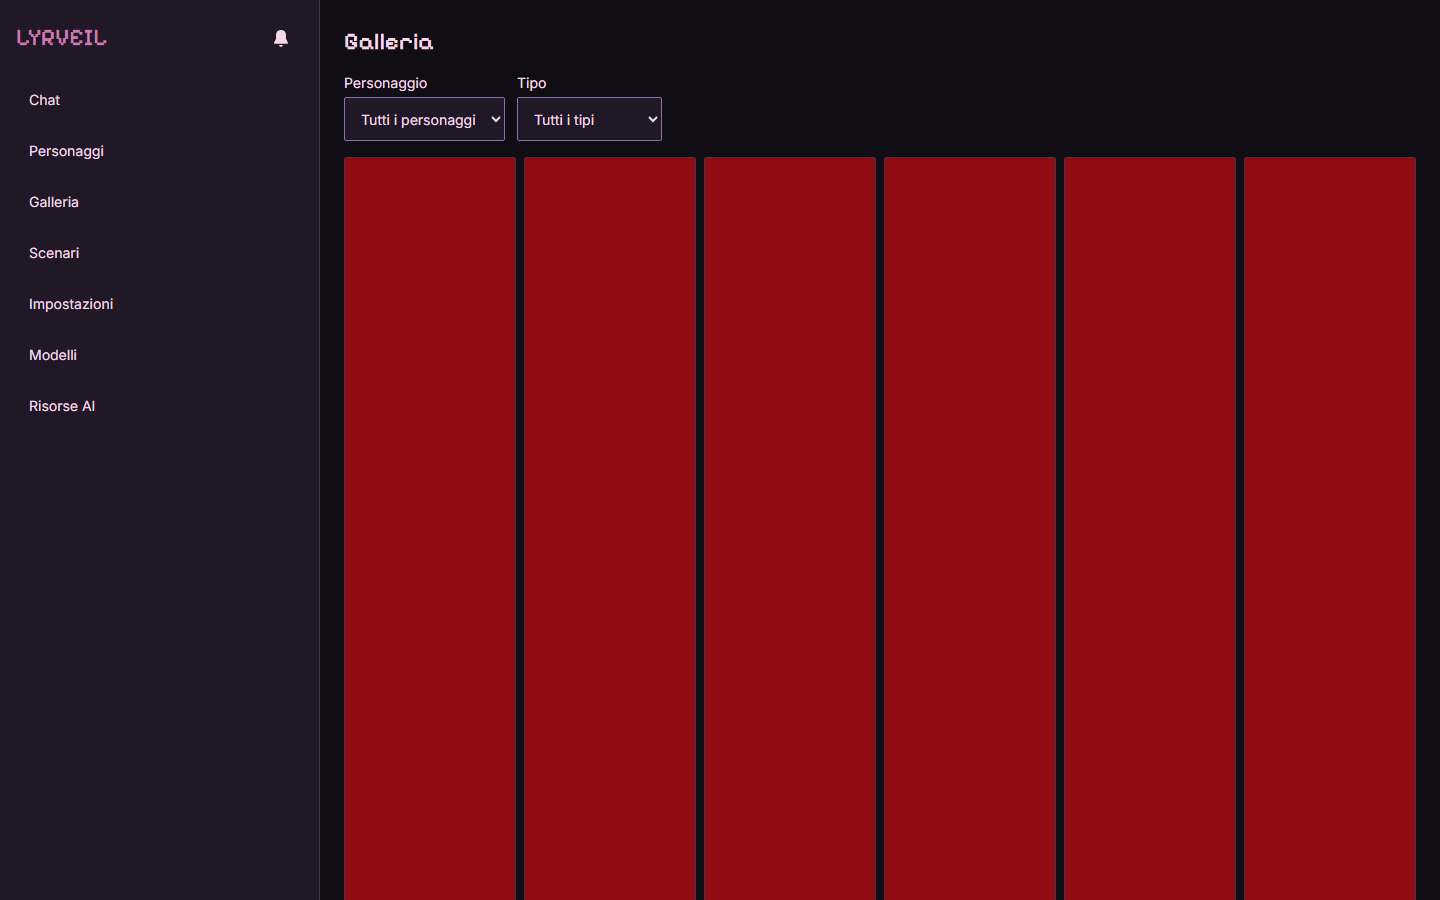 LYRVEIL
Chat
Personaggi
Galleria
Scenari
Impostazioni
Modelli
Risorse AI
Galleria
Personaggio
Tipo
Tutti i personaggi
Tutti i tipi